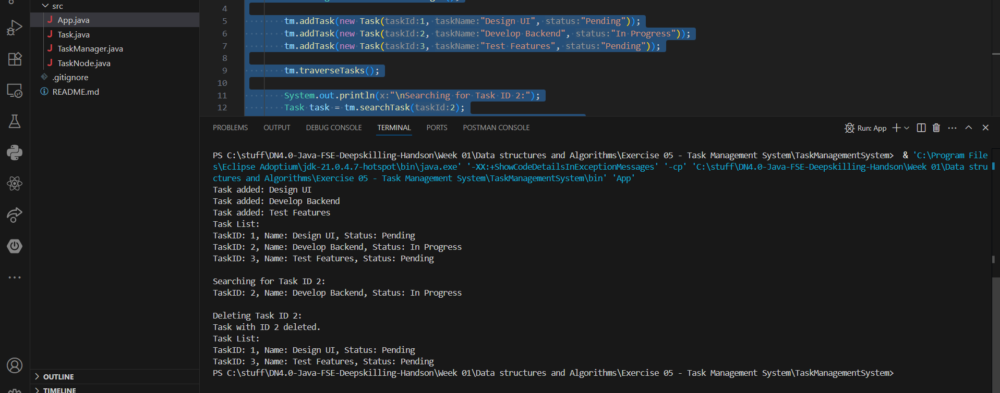 src
App.java
Task.java
TaskManager.java
TaskNode.java
.gitignore
README.md
OUTLINE
TIMELINE
4
5 tm.addTask(new Task(taskId:1, taskName:"Design UI", status:"Pending"));
6 tm.addTask(new Task(taskId:2, taskName:"Develop Backend", status:"In Progress"));
7 tm.addTask(new Task(taskId:3, taskName:"Test Features", status:"Pending"));
8
9 tm.traverseTasks();
10
11 System.out.println(x:"\nSearching for Task ID 2:");
12 Task task = tm.searchTask(taskId:2);
PROBLEMS OUTPUT DEBUG CONSOLE TERMINAL PORTS POSTMAN CONSOLE Run: App
PS C:\stuff\DN4.0-Java-FSE-Deepskilling-Handson\Week 01\Data structures and Algorithms\Exercise 05 - Task Management System\TaskManagementSystem>  & 'C:\Program File
s\Eclipse Adoptium\jdk-21.0.4.7-hotspot\bin\java.exe' '-XX:+ShowCodeDetailsInExceptionMessages' '-cp' 'C:\stuff\DN4.0-Java-FSE-Deepskilling-Handson\Week 01\Data stru
ctures and Algorithms\Exercise 05 - Task Management System\TaskManagementSystem\bin' 'App'
Task added: Design UI
Task added: Develop Backend
Task added: Test Features
Task List:
TaskID: 1, Name: Design UI, Status: Pending
TaskID: 2, Name: Develop Backend, Status: In Progress
TaskID: 3, Name: Test Features, Status: Pending
Searching for Task ID 2:
TaskID: 2, Name: Develop Backend, Status: In Progress
Deleting Task ID 2:
Task with ID 2 deleted.
Task List:
TaskID: 1, Name: Design UI, Status: Pending
TaskID: 3, Name: Test Features, Status: Pending
PS C:\stuff\DN4.0-Java-FSE-Deepskilling-Handson\Week 01\Data structures and Algorithms\Exercise 05 - Task Management System\TaskManagementSystem>